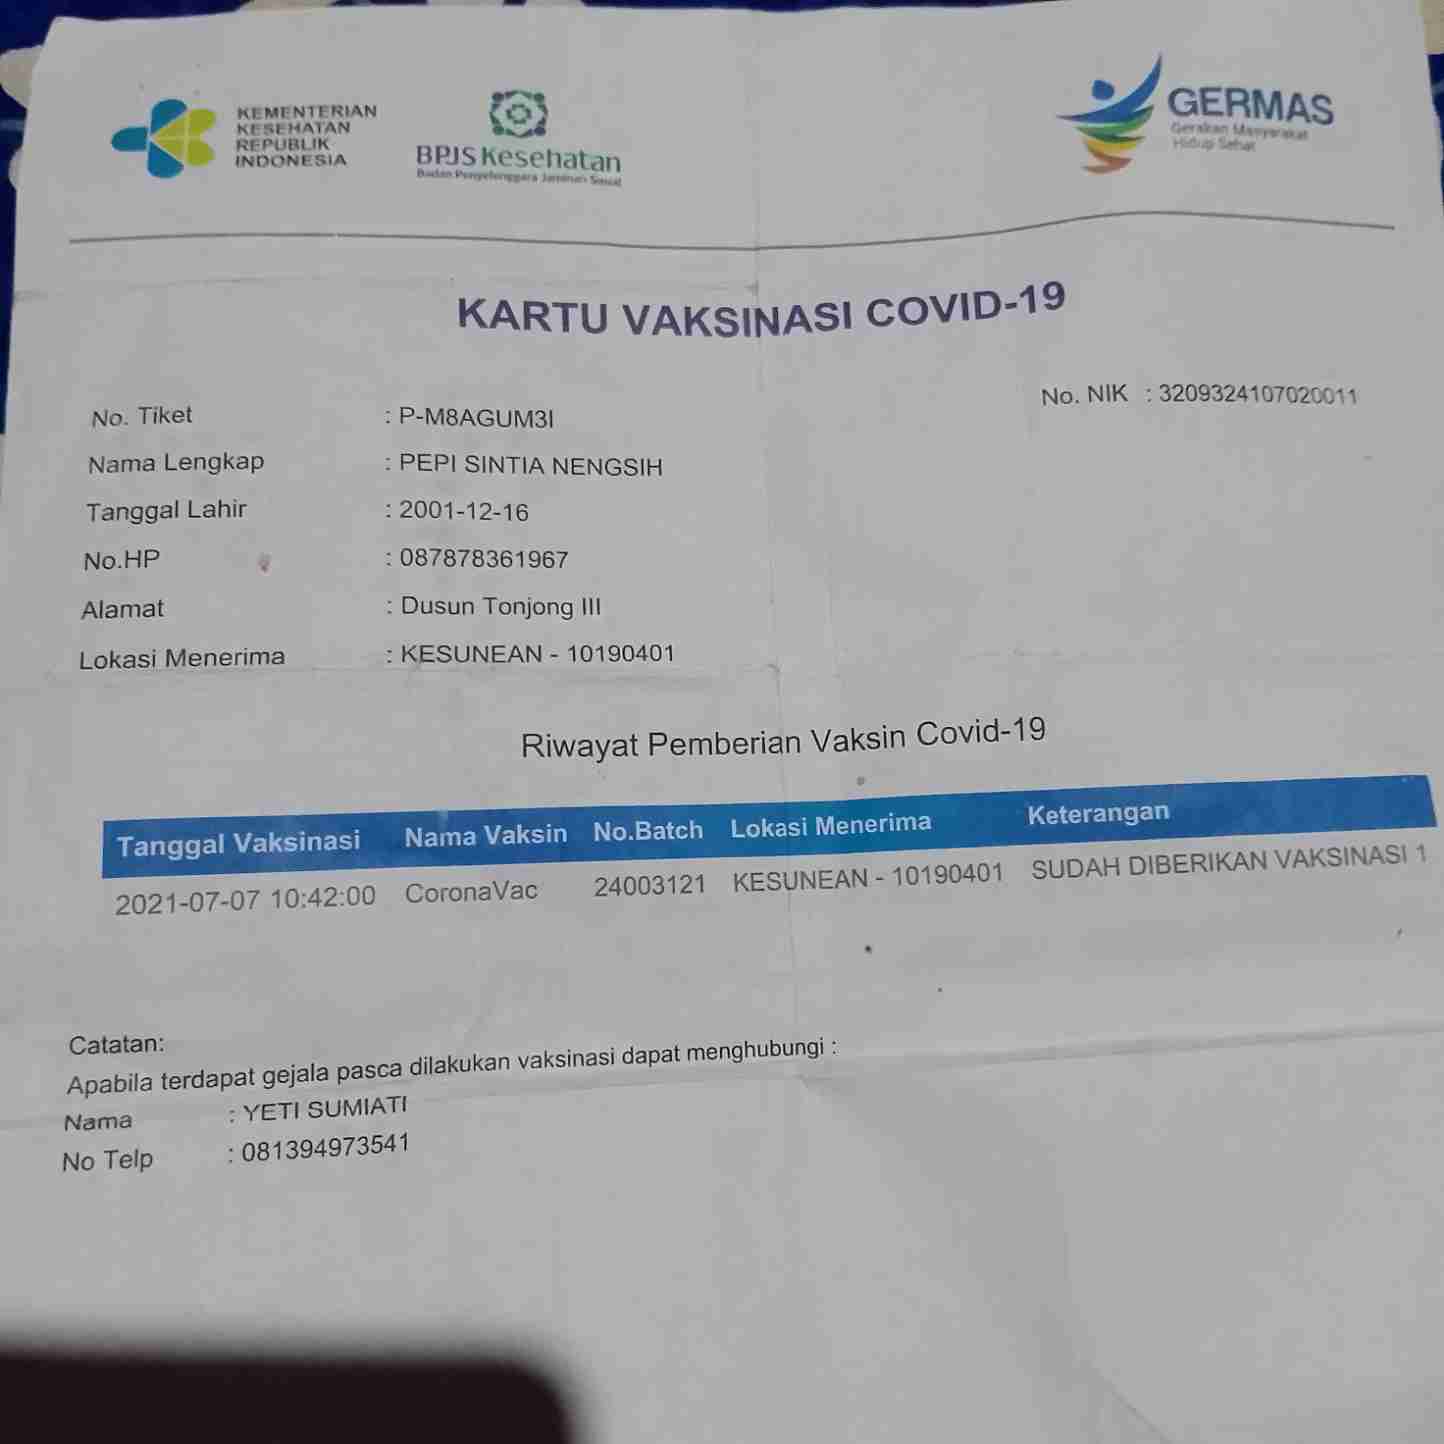 KEMENTERIAN
KESEHATAN
REPUBLIK
INDONESIA
BPJS Kesehatan
Badan Penyelenggara Jaminan Sosial
GERMAS
Gerakan Masyarakat
Hidup Sehat
KARTU VAKSINASI COVID-19
No. NIK : 3209324107020011
No. Tiket : P-M8AGUM3I
Nama Lengkap : PEPI SINTIA NENGSIH
Tanggal Lahir : 2001-12-16
No.HP : 087878361967
Alamat : Dusun Tonjong III
Lokasi Menerima : KESUNEAN - 10190401
Riwayat Pemberian Vaksin Covid-19
Tanggal Vaksinasi Nama Vaksin No.Batch Lokasi Menerima Keterangan
2021-07-07 10:42:00 CoronaVac 24003121 KESUNEAN - 10190401 SUDAH DIBERIKAN VAKSINASI 1
Catatan:
Apabila terdapat gejala pasca dilakukan vaksinasi dapat menghubungi :
Nama : YETI SUMIATI
No Telp : 081394973541